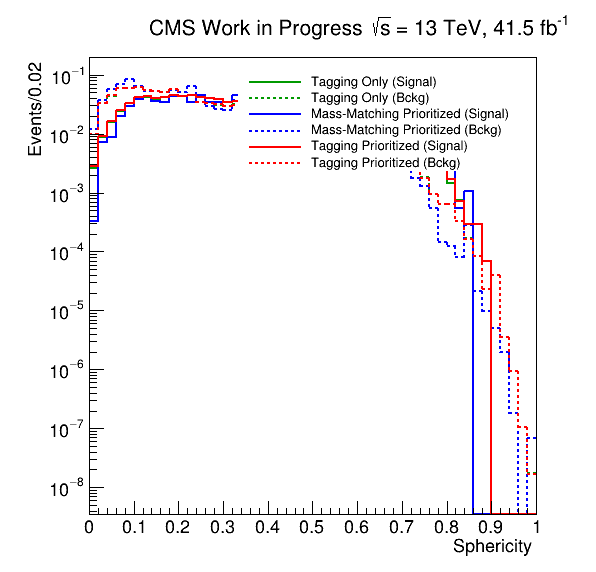 CMS Work in Progress √s = 13 TeV, 41.5 fb⁻¹
Events/0.02
10⁻¹
10⁻²
10⁻³
10⁻⁴
10⁻⁵
10⁻⁶
10⁻⁷
10⁻⁸
Tagging Only (Signal)
Tagging Only (Bckg)
Mass-Matching Prioritized (Signal)
Mass-Matching Prioritized (Bckg)
Tagging Prioritized (Signal)
Tagging Prioritized (Bckg)
0 0.1 0.2 0.3 0.4 0.5 0.6 0.7 0.8 0.9 1
Sphericity